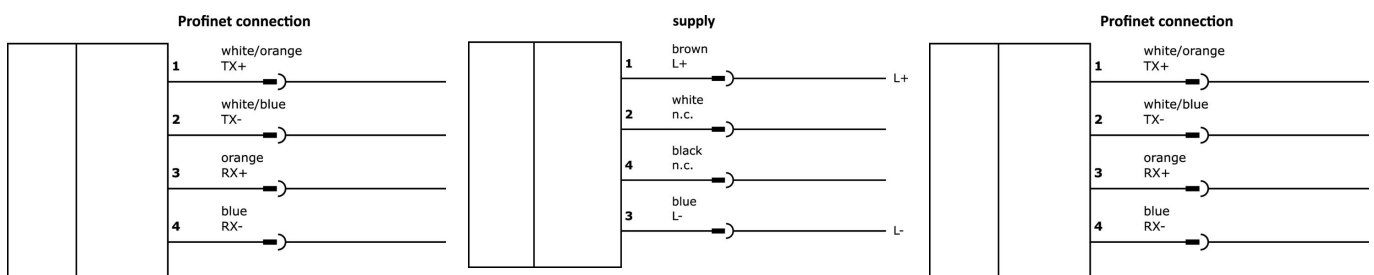 Profinet connection
white/orange
1 TX+
white/blue
2 TX-
orange
3 RX+
blue
4 RX-
supply
brown
1 L+ L+
white
2 n.c.
black
4 n.c.
blue
3 L- L-
Profinet connection
white/orange
1 TX+
white/blue
2 TX-
orange
3 RX+
blue
4 RX-